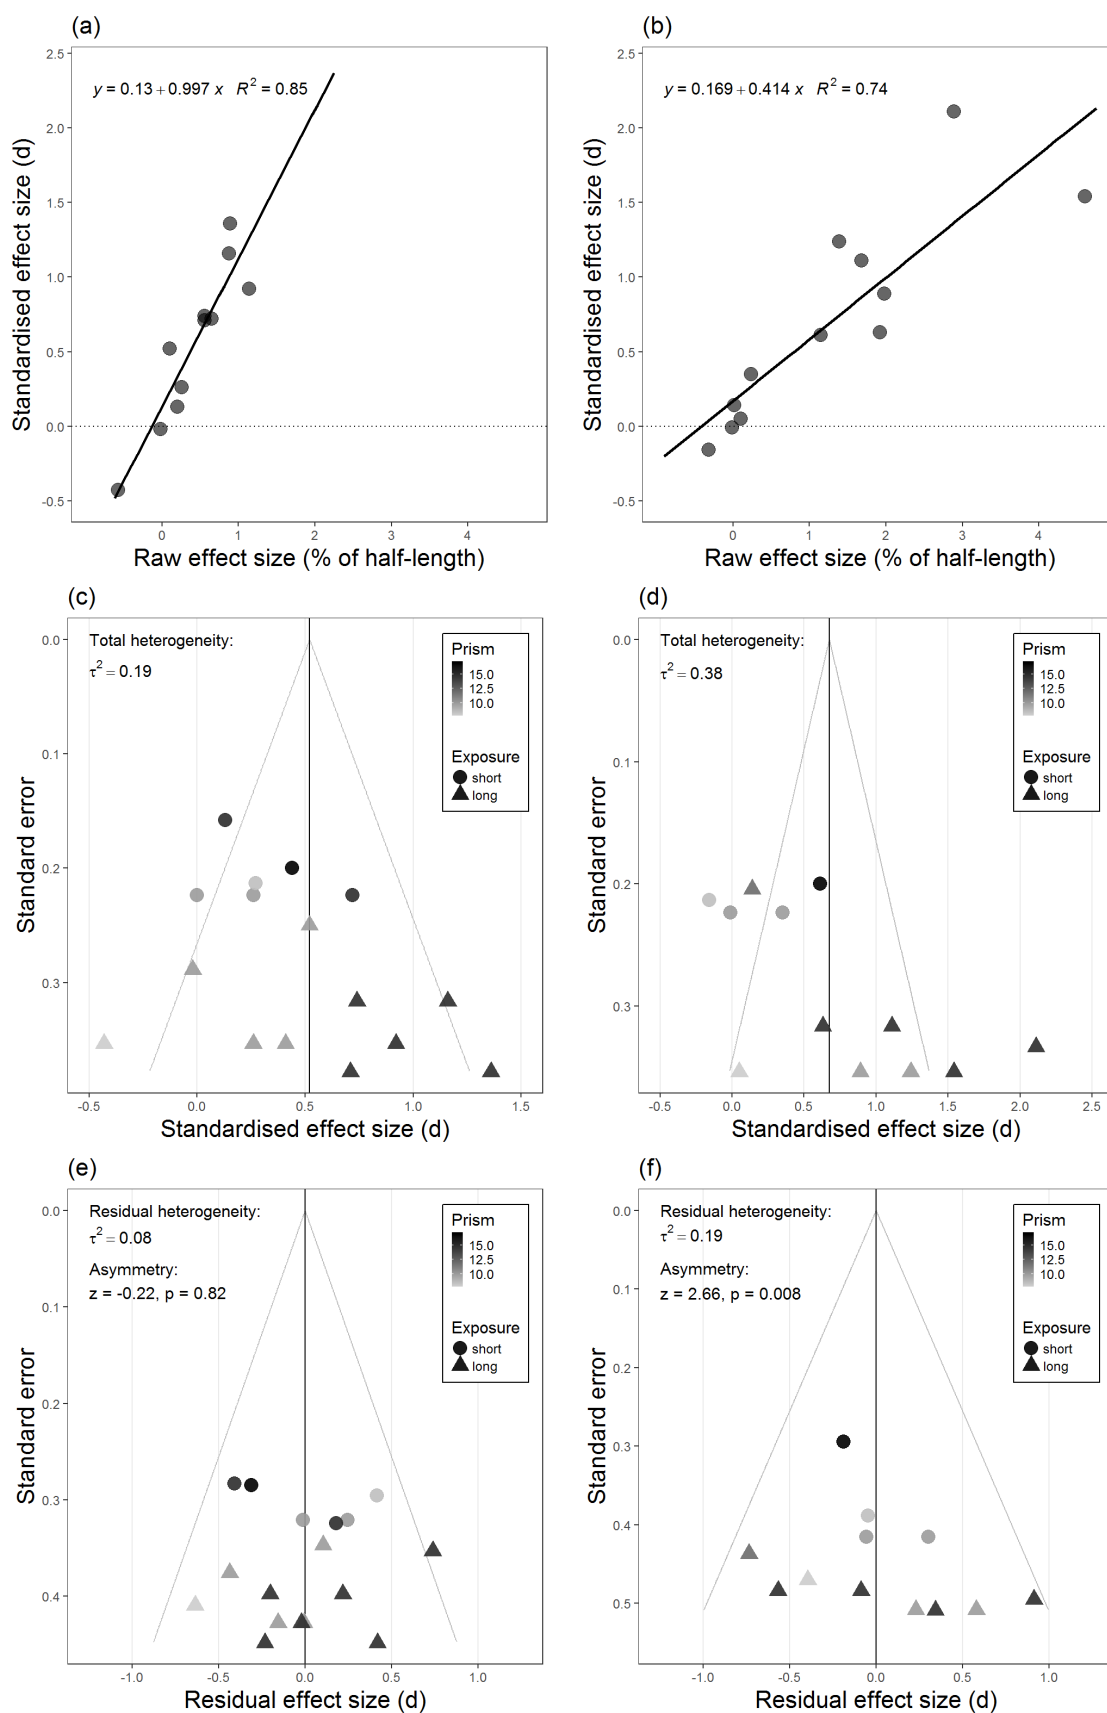 (a)
y = 0.13 + 0.997 x R² = 0.85
2.5
2.0
1.5
1.0
0.5
0.0
-0.5
Standardised effect size (d)
0 1 2 3 4
Raw effect size (% of half-length)
(b)
y = 0.169 + 0.414 x R² = 0.74
2.5
2.0
1.5
1.0
0.5
0.0
-0.5
Standardised effect size (d)
0 1 2 3 4
Raw effect size (% of half-length)
(c)
Total heterogeneity:
τ² = 0.19
Prism
15.0
12.5
10.0
Exposure
short
long
0.0
0.1
0.2
0.3
Standard error
-0.5 0.0 0.5 1.0 1.5
Standardised effect size (d)
(d)
Total heterogeneity:
τ² = 0.38
Prism
15.0
12.5
10.0
Exposure
short
long
0.0
0.1
0.2
0.3
Standard error
-0.5 0.0 0.5 1.0 1.5 2.0 2.5
Standardised effect size (d)
(e)
Residual heterogeneity:
τ² = 0.08
Asymmetry:
z = -0.22, p = 0.82
Prism
15.0
12.5
10.0
Exposure
short
long
0.0
0.1
0.2
0.3
0.4
Standard error
-1.0 -0.5 0.0 0.5 1.0
Residual effect size (d)
(f)
Residual heterogeneity:
τ² = 0.19
Asymmetry:
z = 2.66, p = 0.008
Prism
15.0
12.5
10.0
Exposure
short
long
0.0
0.1
0.2
0.3
0.4
0.5
Standard error
-1.0 -0.5 0.0 0.5 1.0
Residual effect size (d)